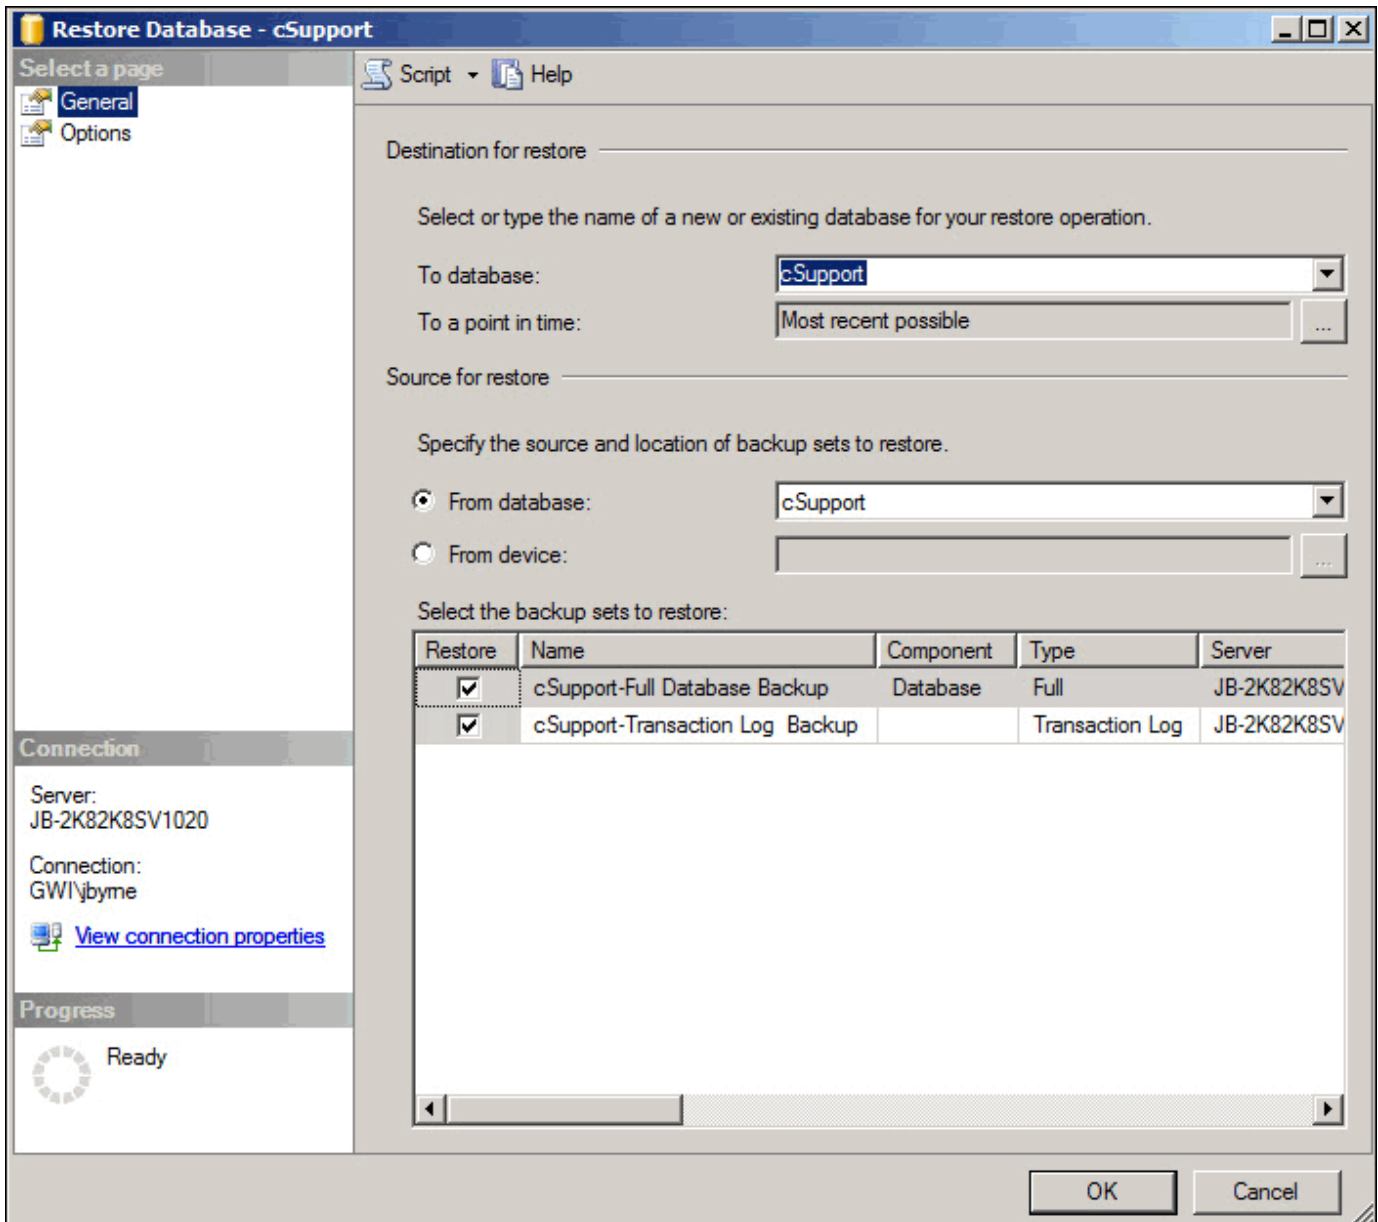 Restore Database - cSupport
Select a page
General
Options
Script
Help
Destination for restore
Select or type the name of a new or existing database for your restore operation.
To database:
cSupport
To a point in time:
Most recent possible
...
Source for restore
Specify the source and location of backup sets to restore.
From database:
cSupport
From device:
...
Select the backup sets to restore:
Restore Name Component Type Server
cSupport-Full Database Backup Database Full JB-2K82K8SV
cSupport-Transaction Log Backup Transaction Log JB-2K82K8SV
Connection
Server:
JB-2K82K8SV1020
Connection:
GWI\jbyrne
View connection properties
Progress
Ready
OK
Cancel